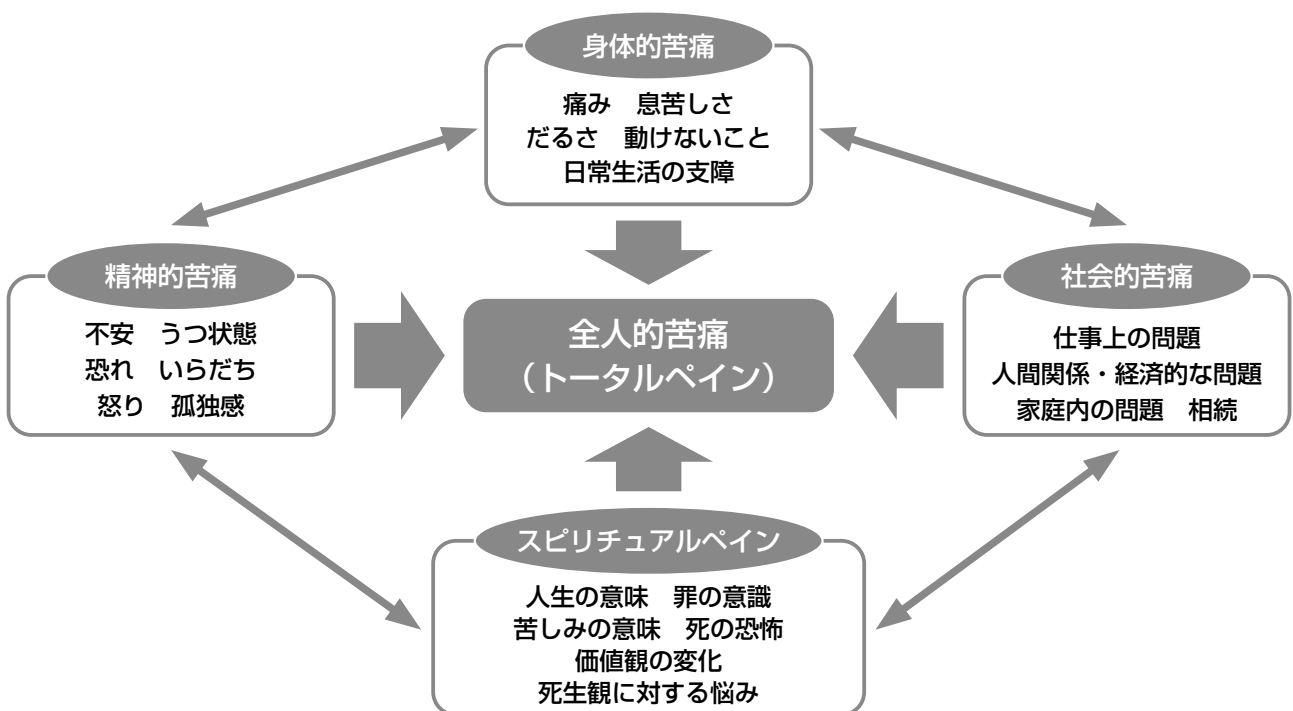 身体的苦痛
痛み　息苦しさ
だるさ　動けないこと
日常生活の支障
精神的苦痛
不安　うつ状態
恐れ　いらだち
怒り　孤独感
全人的苦痛
（トータルペイン）
社会的苦痛
仕事上の問題
人間関係・経済的な問題
家庭内の問題　相続
スピリチュアルペイン
人生の意味　罪の意識
苦しみの意味　死の恐怖
価値観の変化
死生観に対する悩み